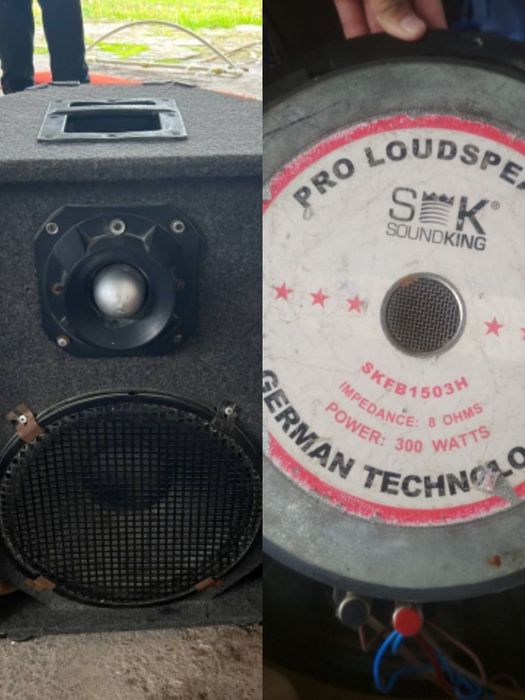 PRO LOUDSPEA
SK®
SOUNDKING
SKFB1503H
IMPEDANCE: 8 OHMS
POWER: 300 WATTS
GERMAN TECHNOLO